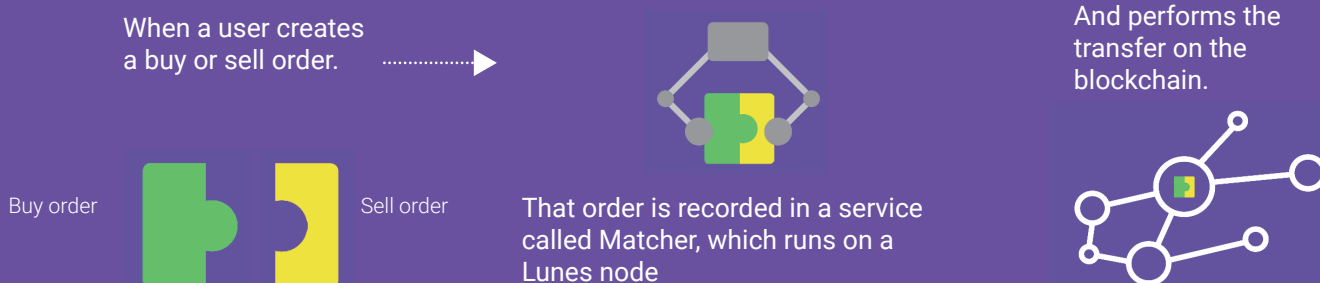 When a user creates
a buy or sell order.
Buy order
Sell order
That order is recorded in a service
called Matcher, which runs on a
Lunes node
And performs the
transfer on the
blockchain.